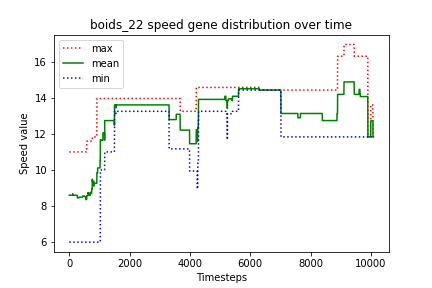 boids_22 speed gene distribution over time
max
mean
min
Speed value
16
14
12
10
8
6
0 2000 4000 6000 8000 10000
Timesteps